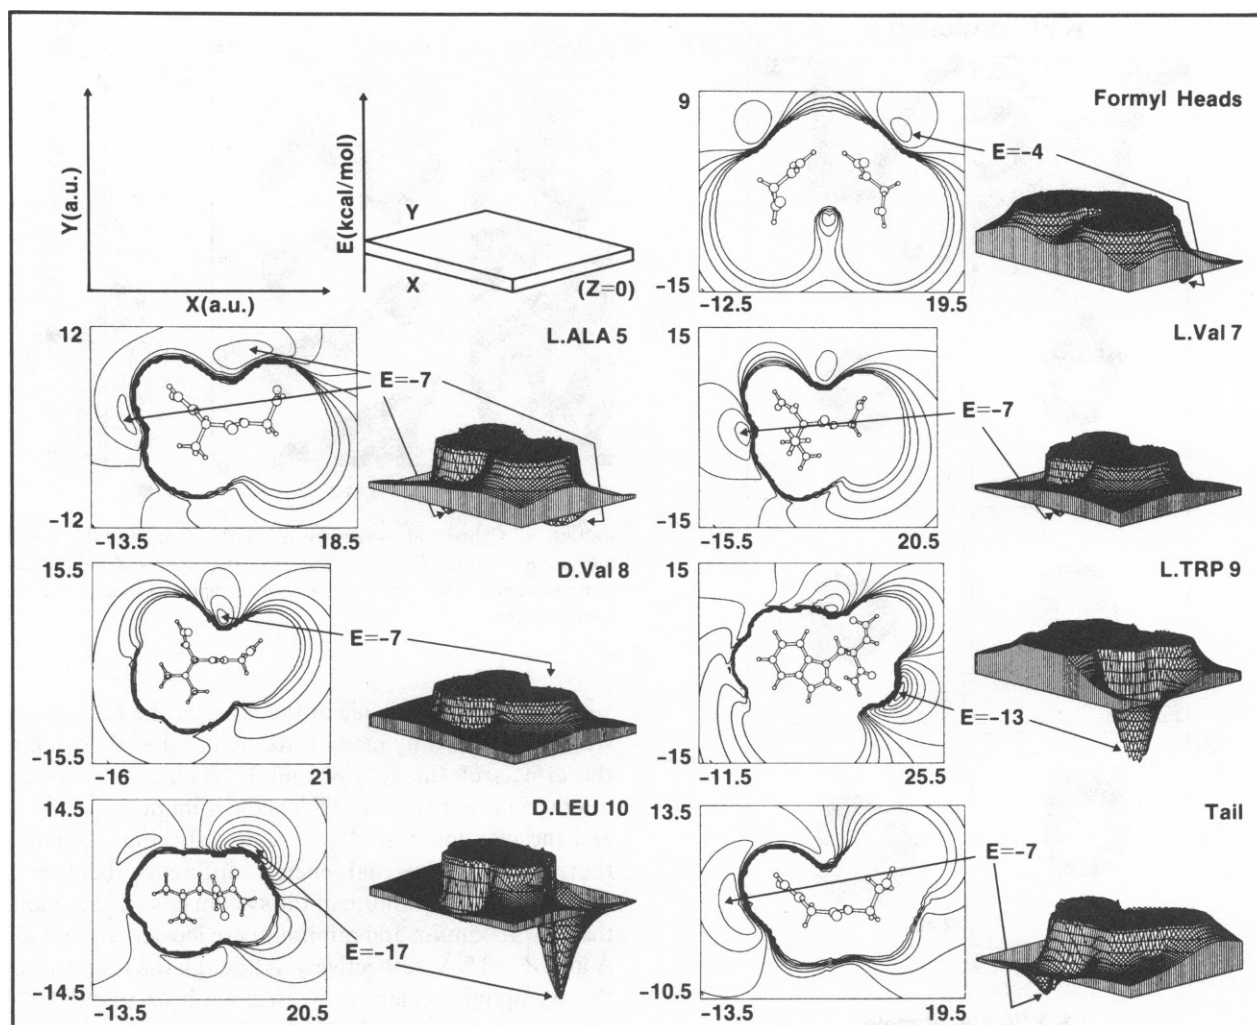 Y(a.u.)
X(a.u.)
E(kcal/mol)
Y
X
(Z=0)
9
Formyl Heads
E=-4
-15
-12.5
19.5
12
L.ALA 5
E=-7
-12
-13.5
18.5
15
L.Val 7
E=-7
-15
-15.5
20.5
15.5
D.Val 8
E=-7
-15.5
-16
21
15
L.TRP 9
E=-13
-15
-11.5
25.5
14.5
D.LEU 10
E=-17
-14.5
-13.5
20.5
13.5
Tail
E=-7
-10.5
-13.5
19.5